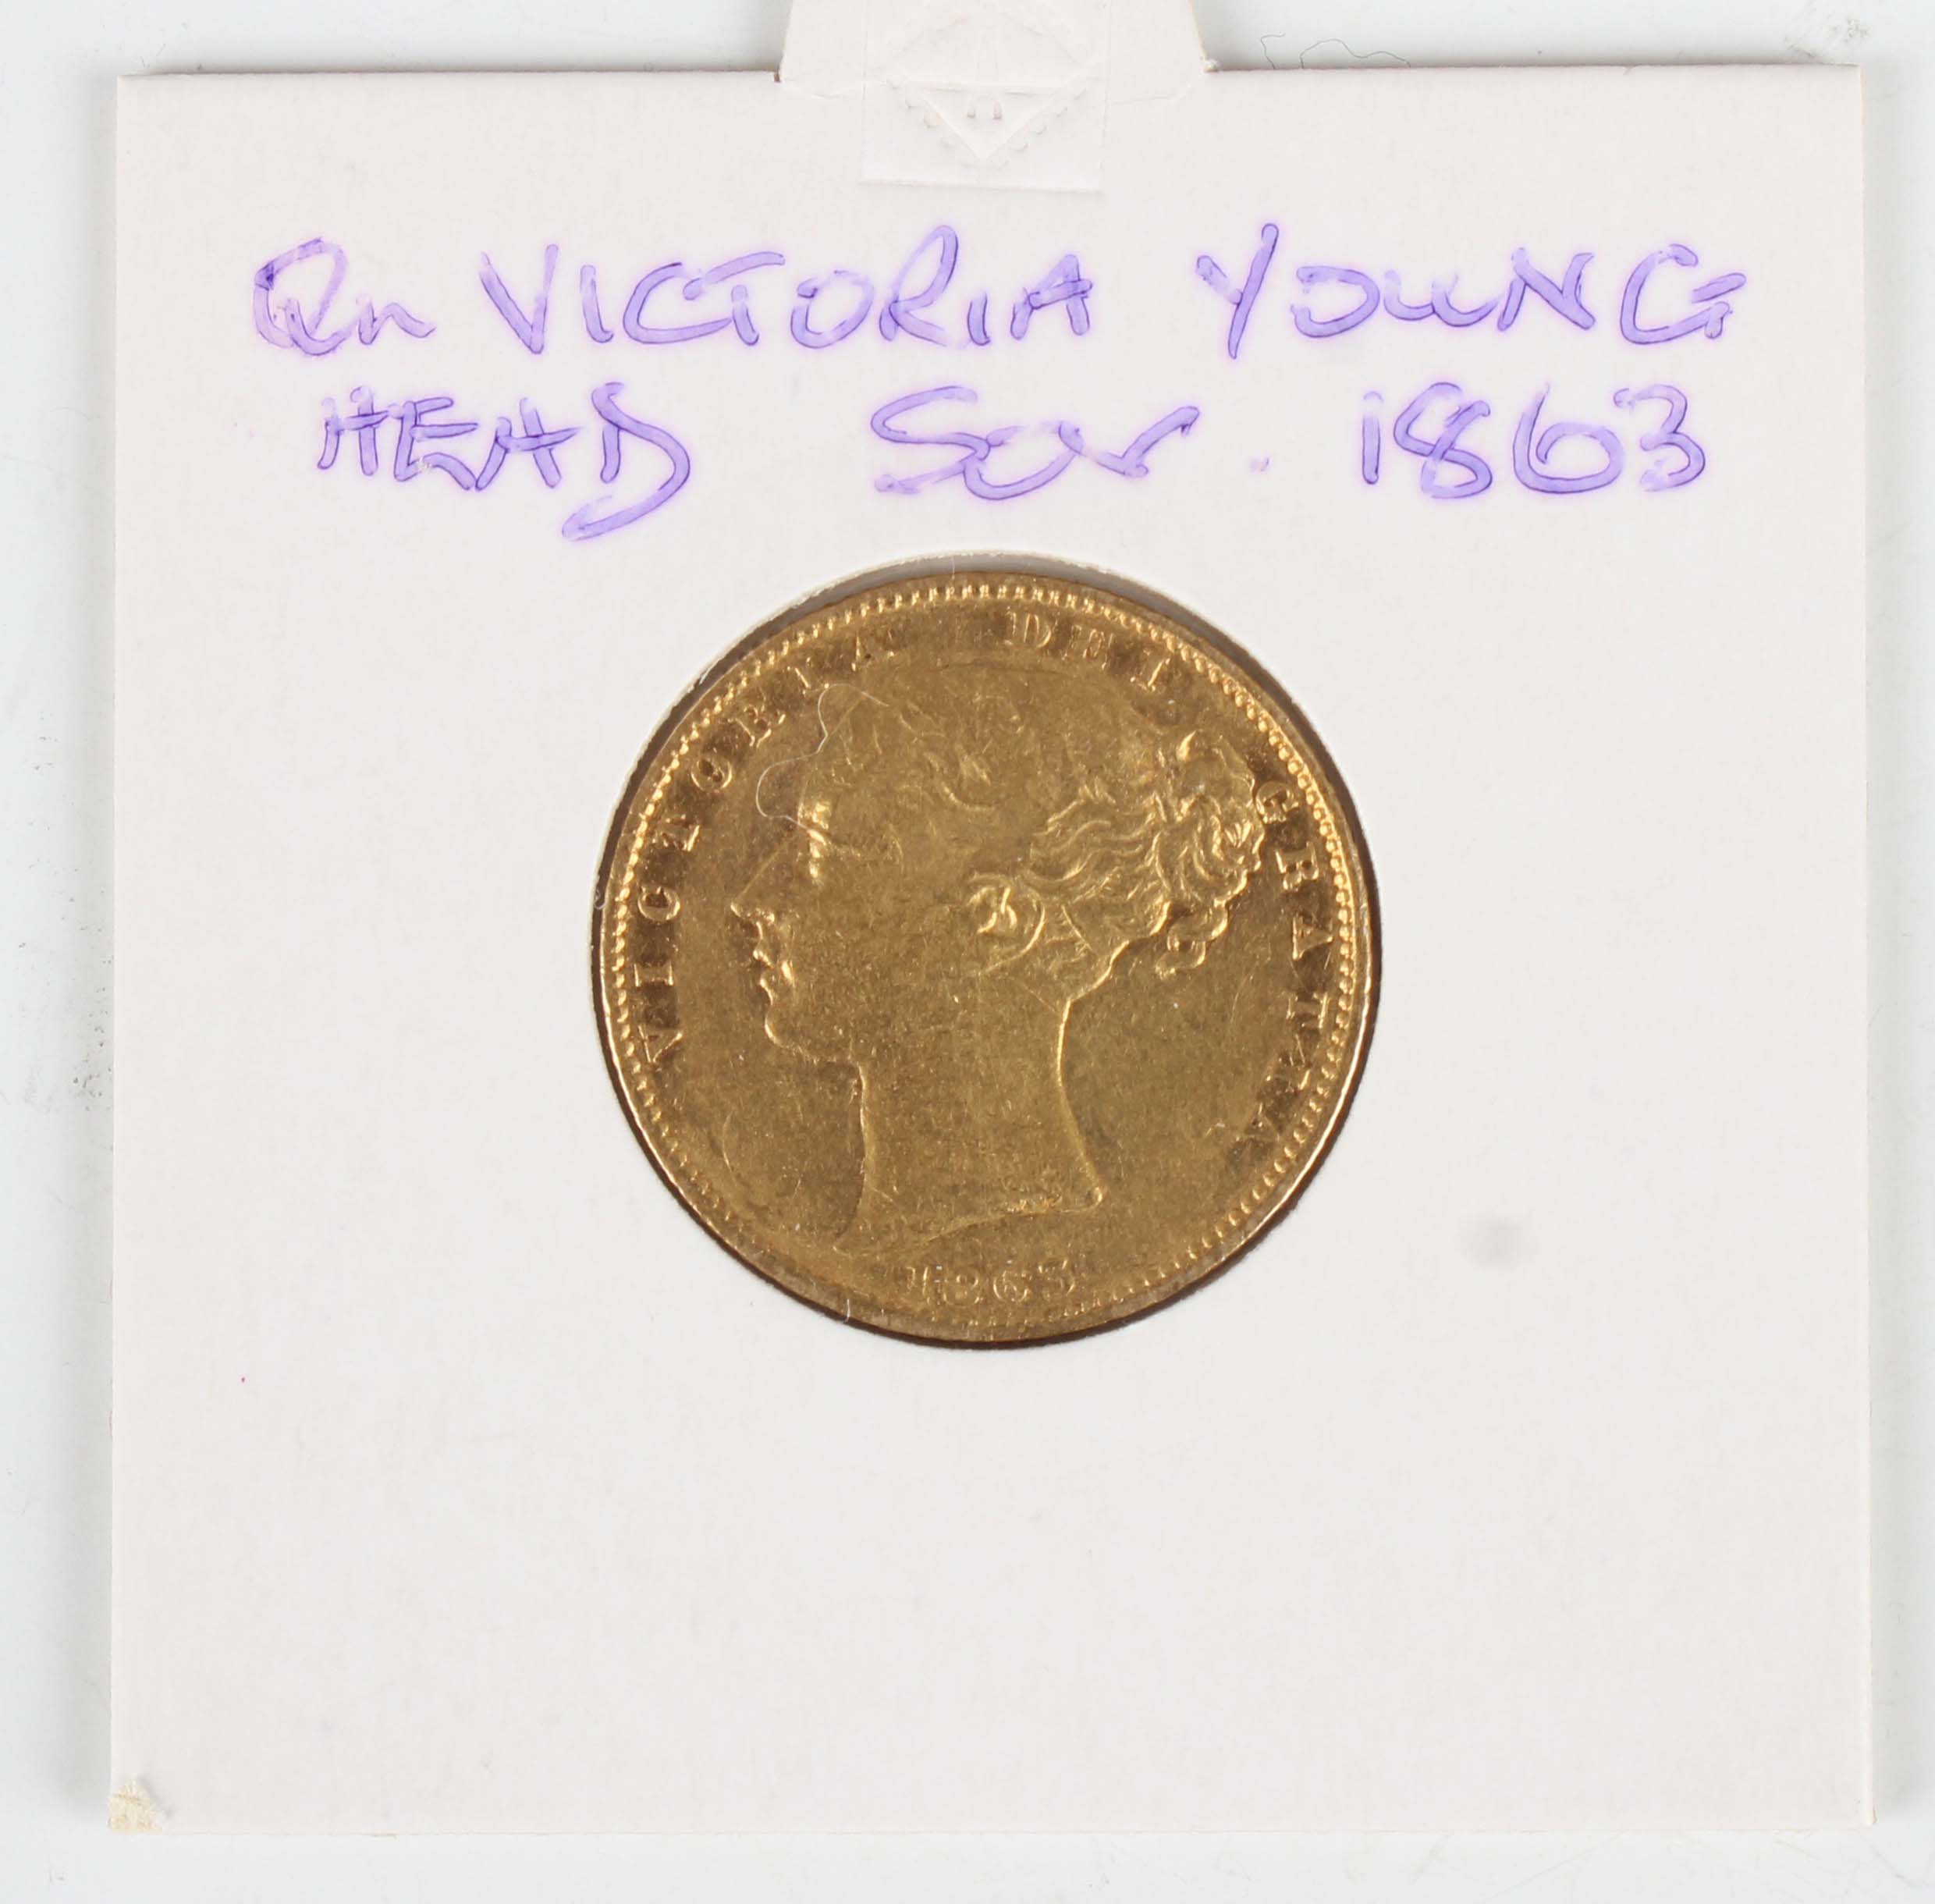 Qn VICTORIA YOUNG
HEAD Sov. 1863
VICTORIA DEI GRATIA
1863